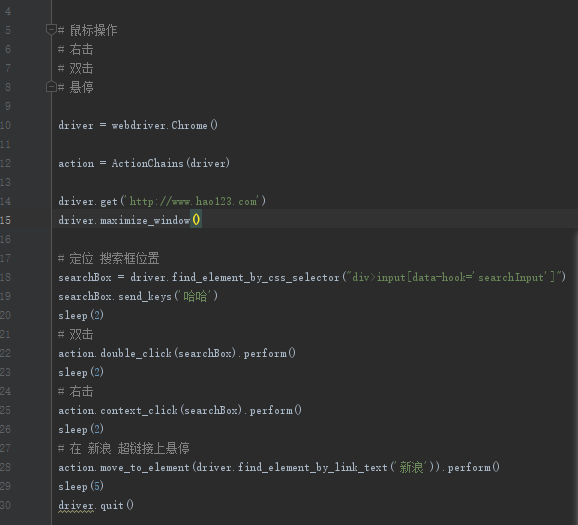 4
5 # 鼠标操作
6 # 右击
7 # 双击
8 # 悬停
9
10 driver = webdriver.Chrome()
11
12 action = ActionChains(driver)
13
14 driver.get('http://www.hao123.com')
15 driver.maximize_window()
16
17 # 定位 搜索框位置
18 searchBox = driver.find_element_by_css_selector("div>input[data-hook='searchInput']")
19 searchBox.send_keys('哈哈')
20 sleep(2)
21 # 双击
22 action.double_click(searchBox).perform()
23 sleep(2)
24 # 右击
25 action.context_click(searchBox).perform()
26 sleep(2)
27 # 在 新浪 超链接上悬停
28 action.move_to_element(driver.find_element_by_link_text('新浪')).perform()
29 sleep(5)
30 driver.quit()